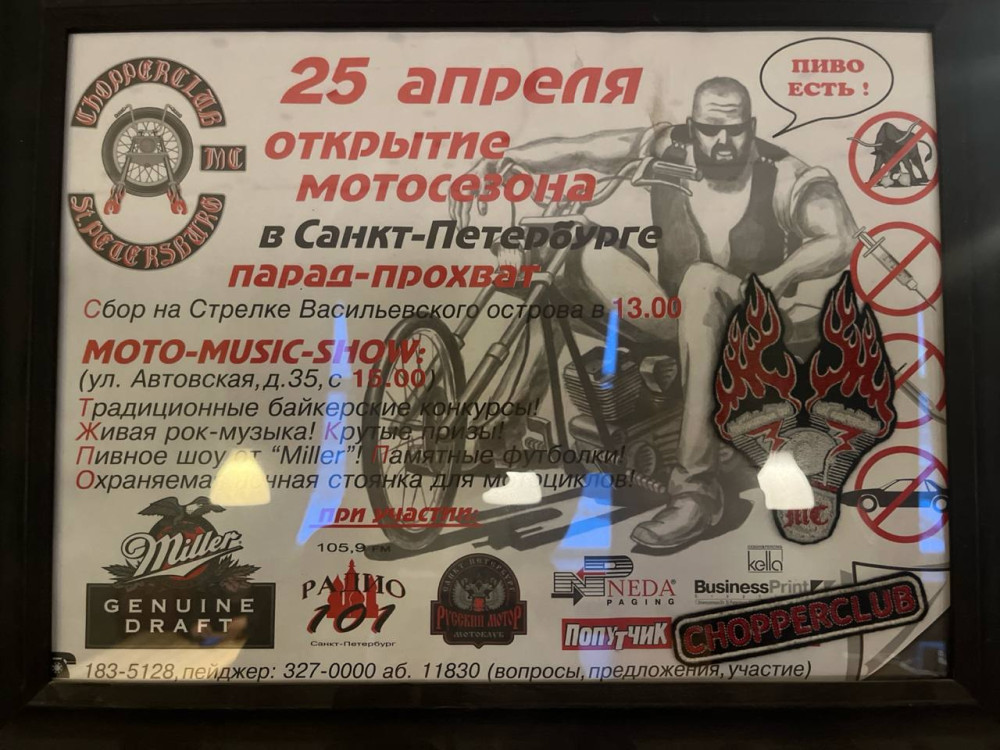 CHOPPERCLUB
MC
St.PETERSBURG
25 апреля
ПИВО
ЕСТЬ !
открытие
мотосезона
в Санкт-Петербурге
парад-прохват
Сбор на Стрелке Васильевского острова в 13.00
MOTO-MUSIC-SHOW:
(ул. Автовская,д.35,с 15.00)
Традиционные байкерские конкурсы!
Живая рок-музыка! Крутые призы!
Пивное шоу от "Miller"! Памятные футболки!
стоянка для мотоциклов!
MC
при участии:
Miller
GENUINE
DRAFT
105,9 FM
РАДИО
101
Санкт-Петербург
САНКТ-ПЕТЕРБУРГ
РУССКИЙ МОТОР
МОТОКЛУБ
NEDA®
PAGING
kella
BusinessPrint
ПОПУТЧИК
CHOPPERCLUB
183-5128,пейджер: 327-0000 аб. 11830 (вопросы,предложения,участие)